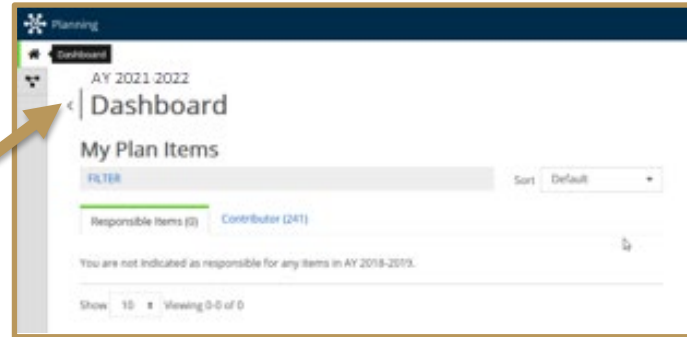 Planning
Dashboard
AY 2021 2022
Dashboard
My Plan Items
FILTER
Sort Default
Responsible Items (0) Contributor (241)
You are not indicated as responsible for any items in AY 2018-2019.
Show 10 Viewing 0-0 of 0